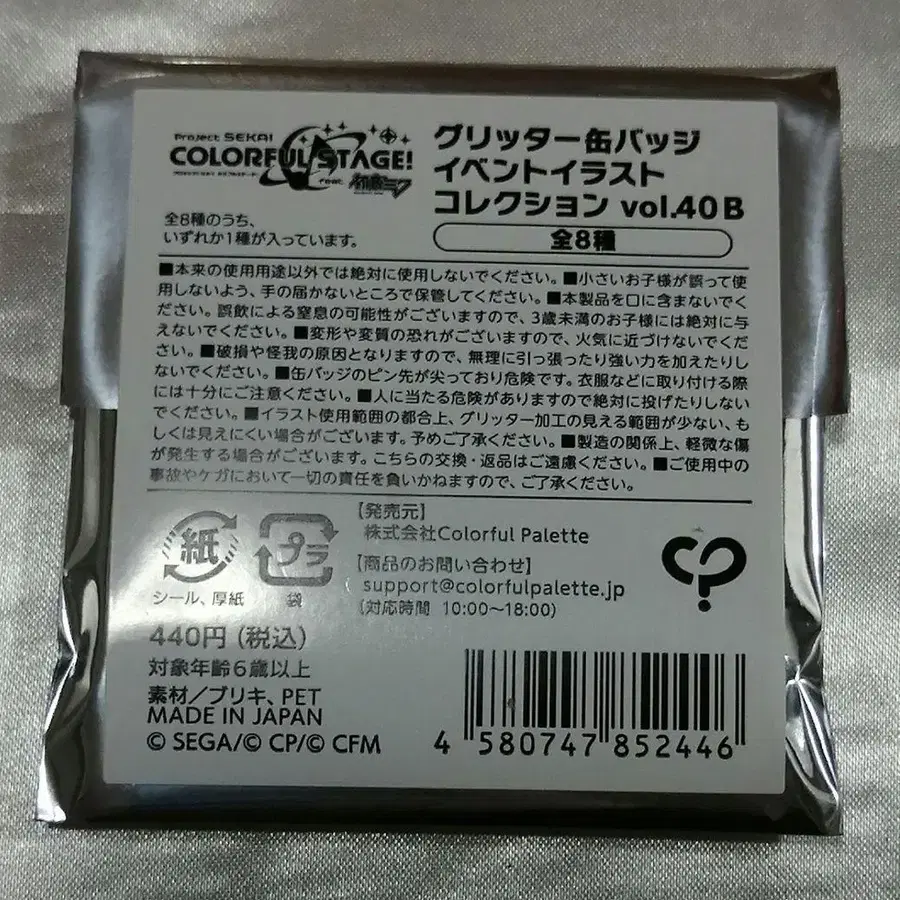 Project SEKAI
COLORFUL STAGE!
プロジェクトセカイ カラフルステージ!
feat. 初音ミク
グリッター缶バッジ
イベントイラスト
コレクション vol.40 B
全8種
全8種のうち、
いずれか1種が入っています。
■本来の使用用途以外では絶対に使用しないでください。■小さいお子様が誤って使
用しないよう、手の届かないところで保管してください。■本製品を口に含まないでく
ださい。誤飲による窒息の可能性がございますので、3歳未満のお子様には絶対に与
えないでください。■変形や変質の恐れがございますので、火気に近づけないでくだ
さい。■破損や怪我の原因となりますので、無理に引っ張ったり強い力を加えたりし
ないでください。■缶バッジのピン先が尖っており危険です。衣服などに取り付ける際
には十分にご注意ください。■人に当たる危険がありますので絶対に投げたりしない
でください。■イラスト使用範囲の都合上、グリッター加工の見える範囲が少ない、も
しくは見えにくい場合がございます。予めご了承ください。■製造の関係上、軽微な傷
が発生する場合がございます。こちらの交換・返品はご遠慮ください。■ご使用中の
事故やケガにおいて一切の責任を負いかねますので、ご了承ください。
紙
シール、厚紙
プラ
袋
【発売元】
株式会社Colorful Palette
【商品のお問い合わせ】
support@colorfulpalette.jp
(対応時間 10:00～18:00)
440円(税込)
対象年齢6歳以上
素材/ブリキ、PET
MADE IN JAPAN
© SEGA/© CP/© CFM
4 580747 852446